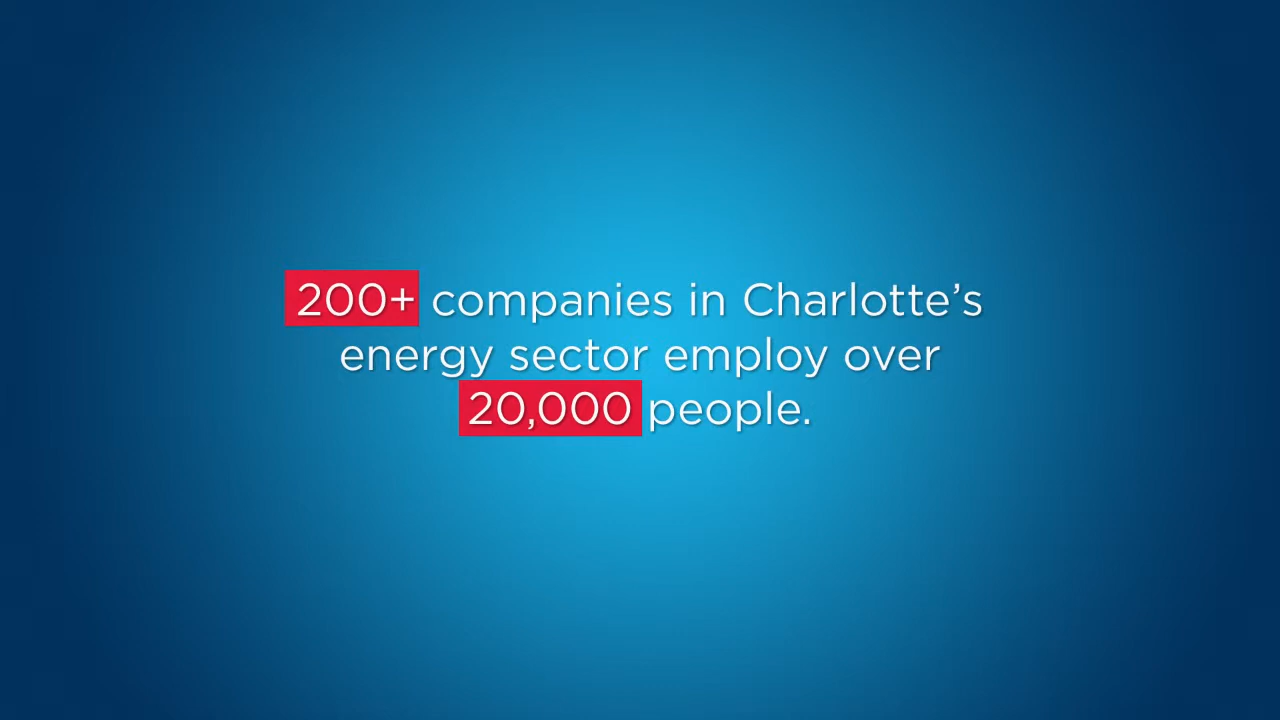 200+ companies in Charlotte’s
energy sector employ over
20,000 people.